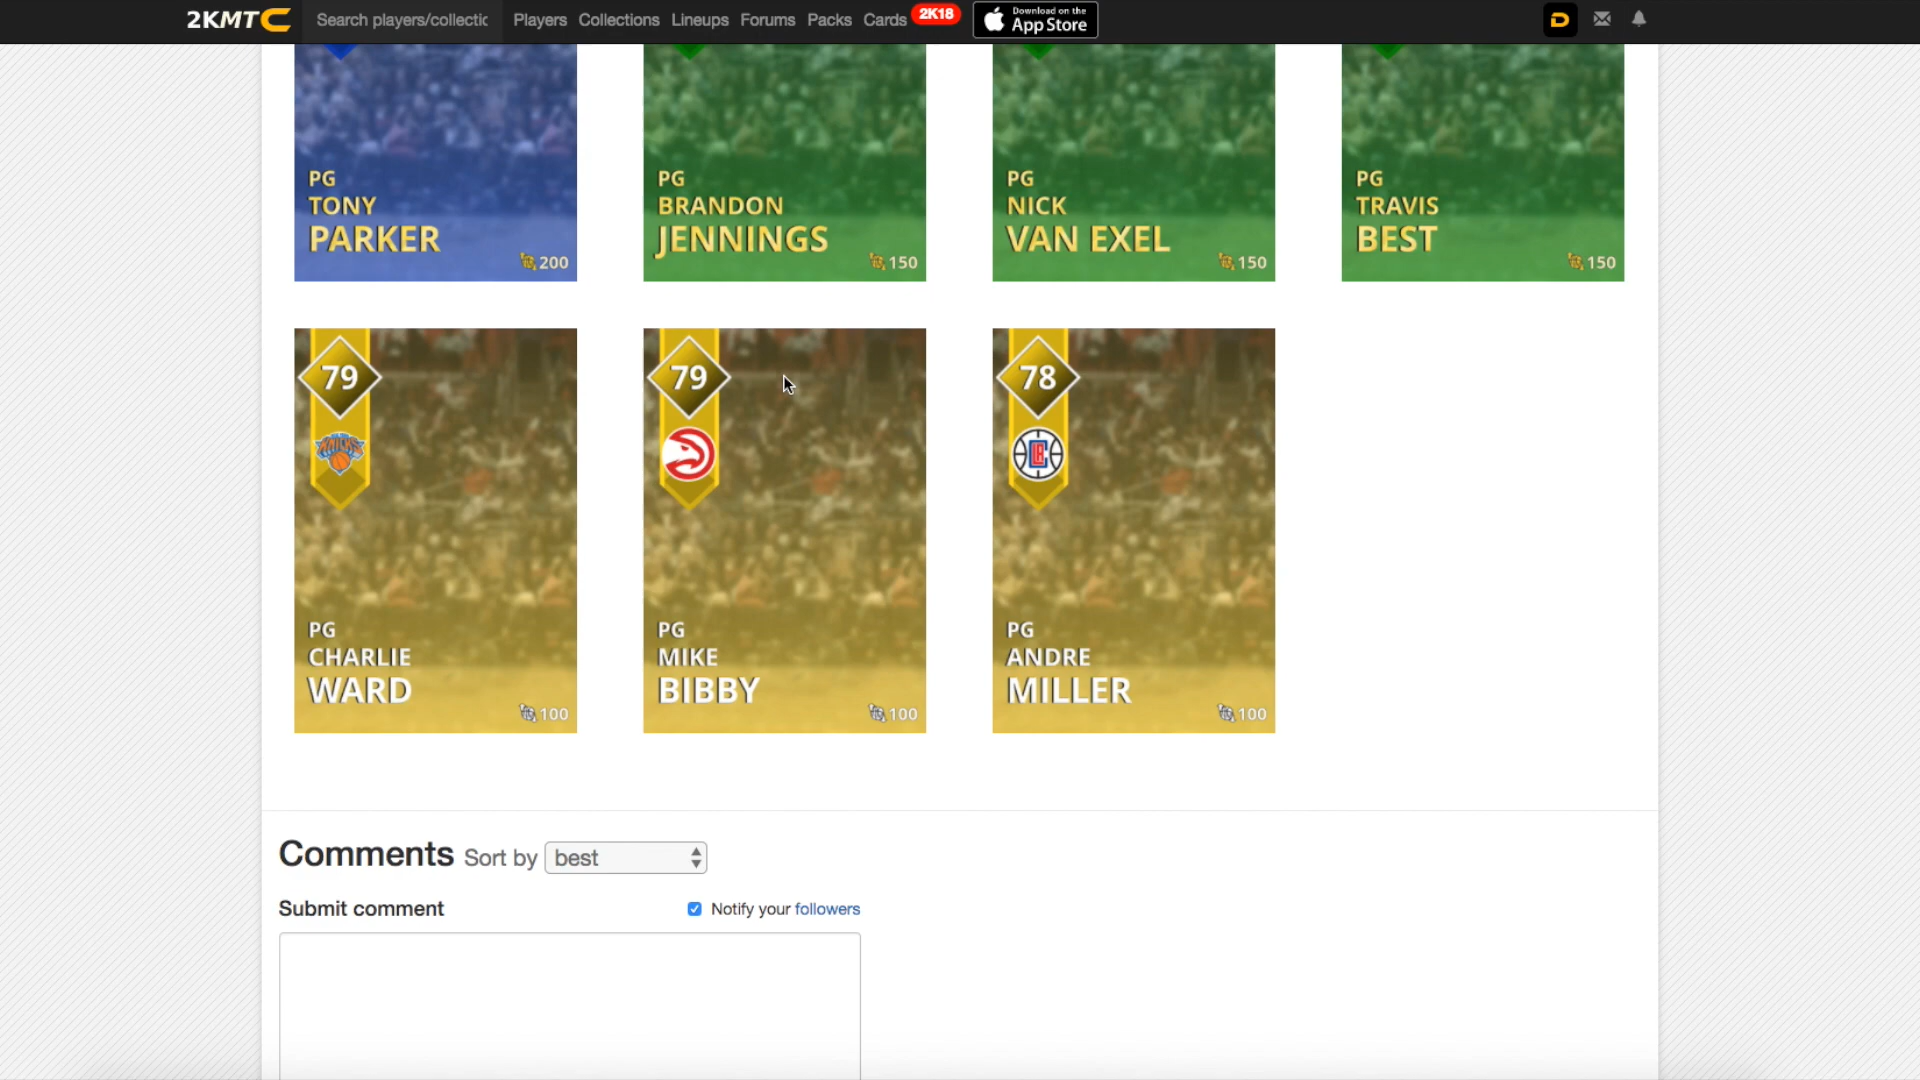 2KMTC Search players/collectic Players Collections Lineups Forums Packs Cards 2K18 Download on the App Store
PG
TONY
PARKER
200
PG
BRANDON
JENNINGS
150
PG
NICK
VAN EXEL
150
PG
TRAVIS
BEST
150
79
KNICKS
PG
CHARLIE
WARD
100
79
PG
MIKE
BIBBY
100
78
PG
ANDRE
MILLER
100
Comments Sort by best
Submit comment Notify your followers